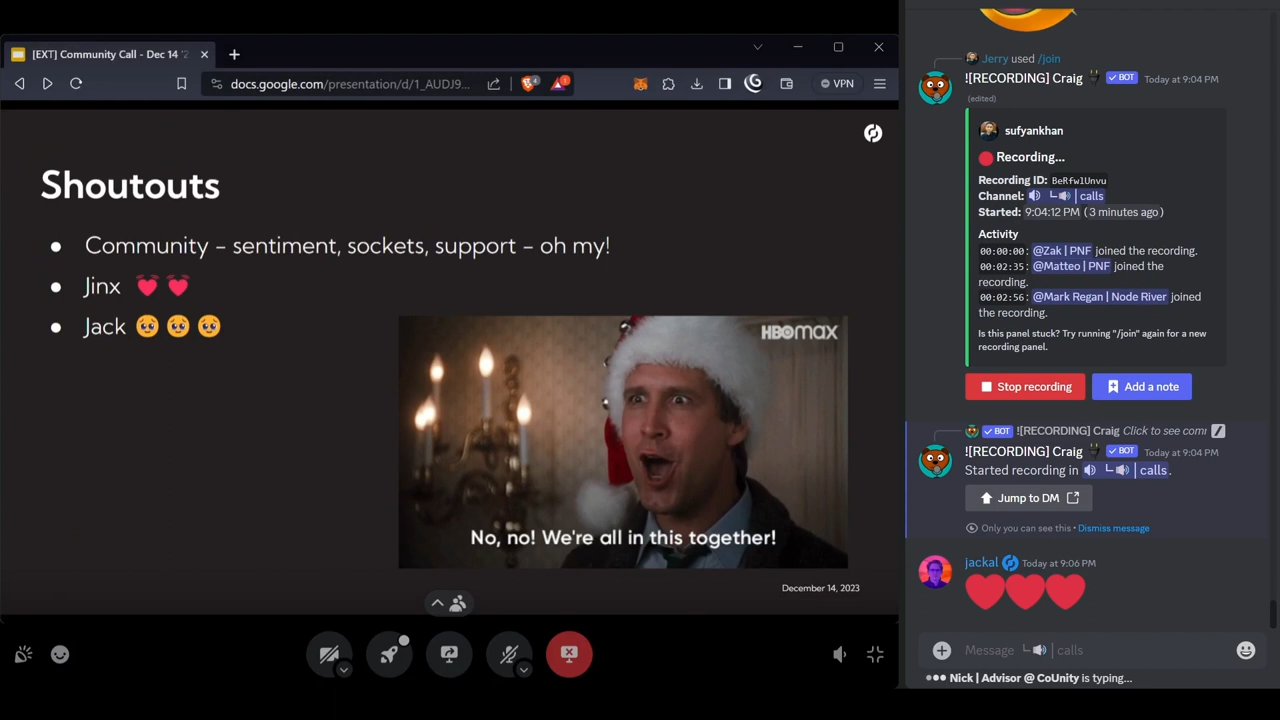 [EXT] Community Call - Dec 14 '2
docs.google.com/presentation/d/1_AUDJ9...
4
1
VPN
Shoutouts
Community – sentiment, sockets, support – oh my!
Jinx
Jack
HBOmax
No, no! We're all in this together!
December 14, 2023
Jerry used /join
![RECORDING] Craig BOT Today at 9:04 PM
(edited)
sufyankhan
Recording...
Recording ID: BeRfwlUnvu
Channel: calls
Started: 9:04:12 PM (3 minutes ago)
Activity
00:00:00: @Zak | PNF joined the recording.
00:02:35: @Matteo | PNF joined the
recording.
00:02:56: @Mark Regan | Node River joined
the recording.
Is this panel stuck? Try running "/join" again for a new
recording panel.
Stop recording Add a note
BOT ![RECORDING] Craig Click to see com
![RECORDING] Craig BOT Today at 9:04 PM
Started recording in calls.
Jump to DM
Only you can see this • Dismiss message
jackal Today at 9:06 PM
Message calls
Nick | Advisor @ CoUnity is typing...